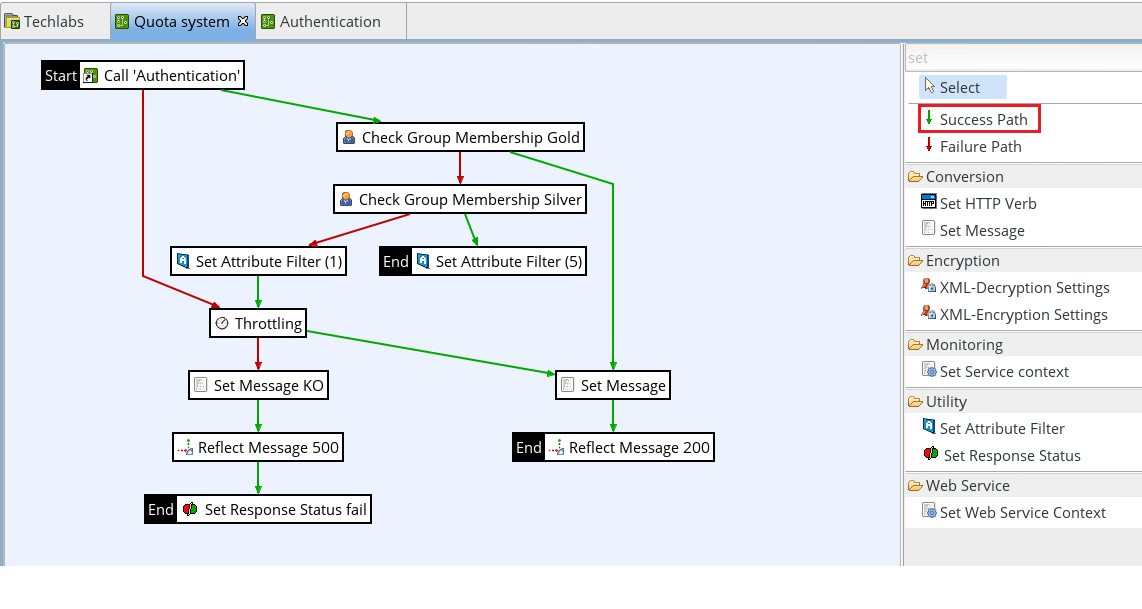 Techlabs
Quota system
Authentication
Start Call 'Authentication'
Check Group Membership Gold
Check Group Membership Silver
Set Attribute Filter (1)
End Set Attribute Filter (5)
Throttling
Set Message KO
Set Message
Reflect Message 500
End Reflect Message 200
End Set Response Status fail
set
Select
Success Path
Failure Path
Conversion
Set HTTP Verb
Set Message
Encryption
XML-Decryption Settings
XML-Encryption Settings
Monitoring
Set Service context
Utility
Set Attribute Filter
Set Response Status
Web Service
Set Web Service Context